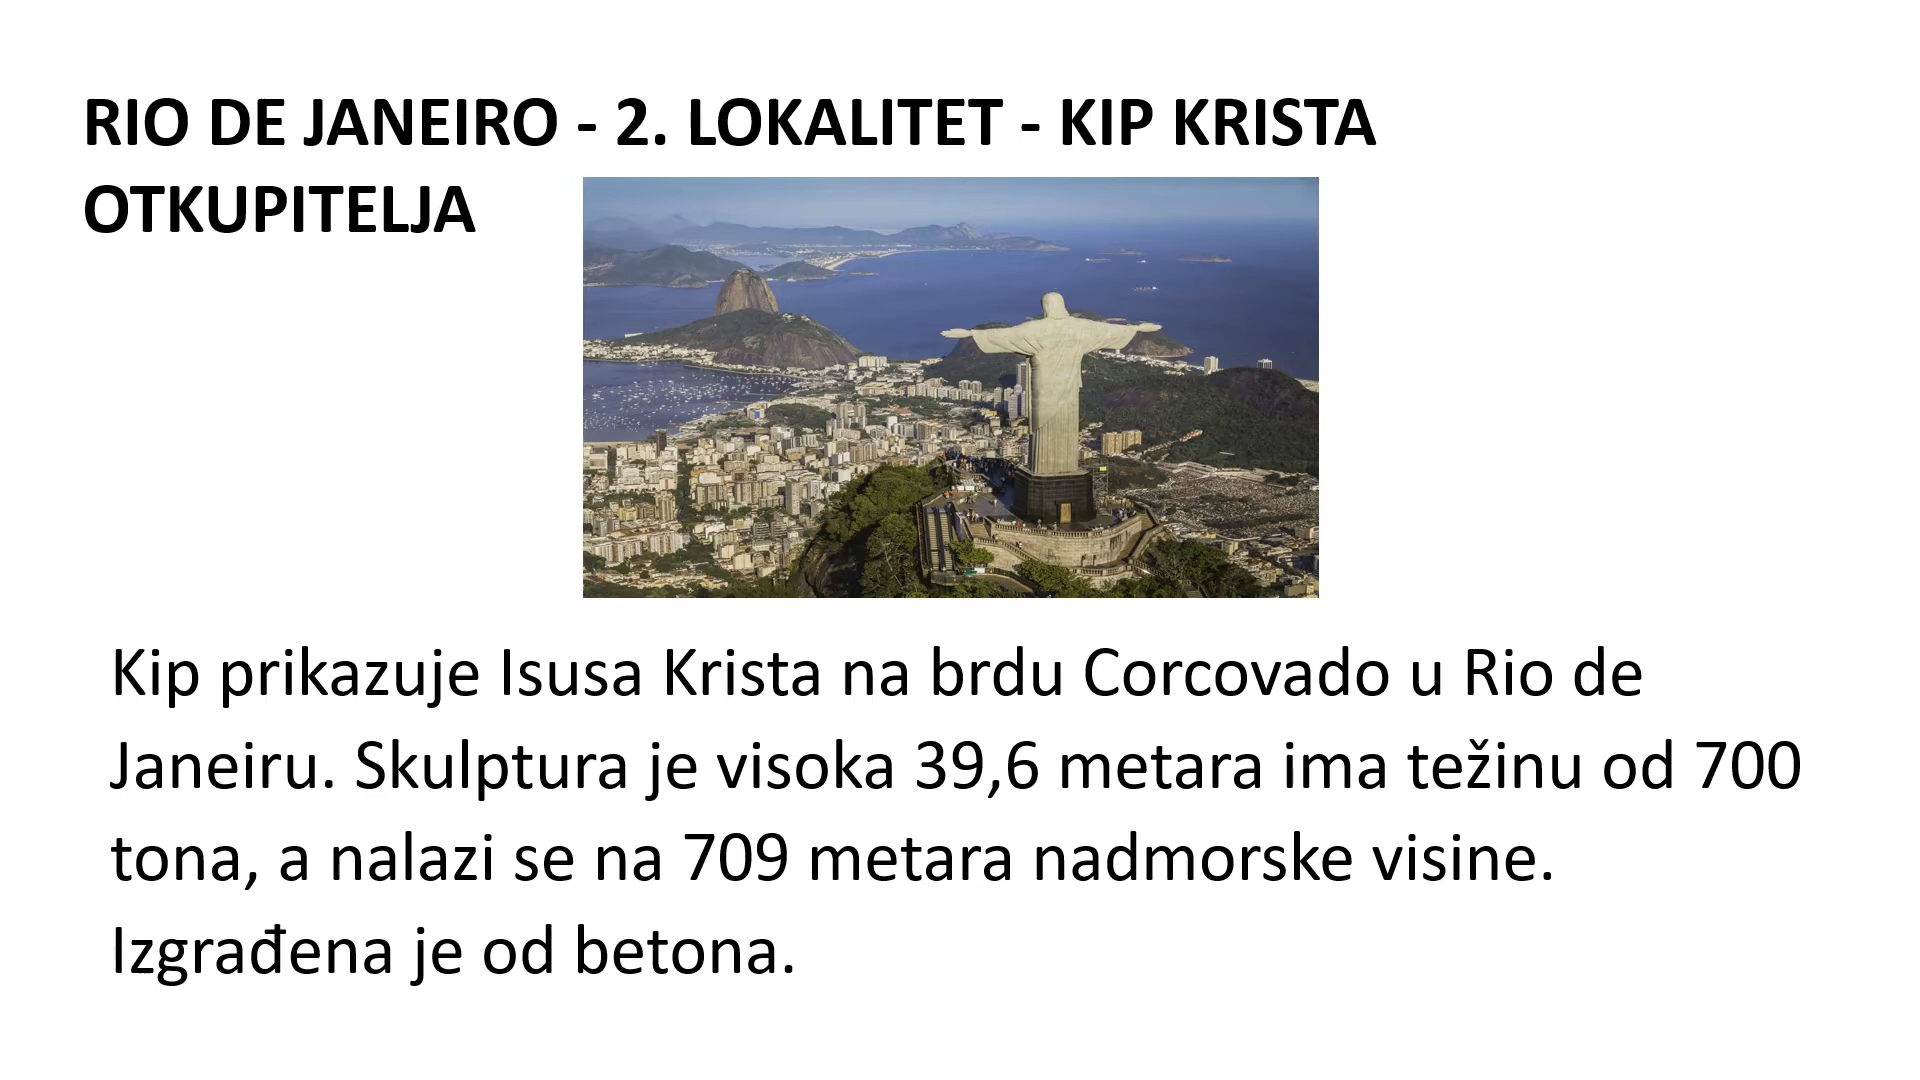 RIO DE JANEIRO - 2. LOKALITET - KIP KRISTA
OTKUPITELJA
Kip prikazuje Isusa Krista na brdu Corcovado u Rio de
Janeiru. Skulptura je visoka 39,6 metara ima težinu od 700
tona, a nalazi se na 709 metara nadmorske visine.
Izgrađena je od betona.